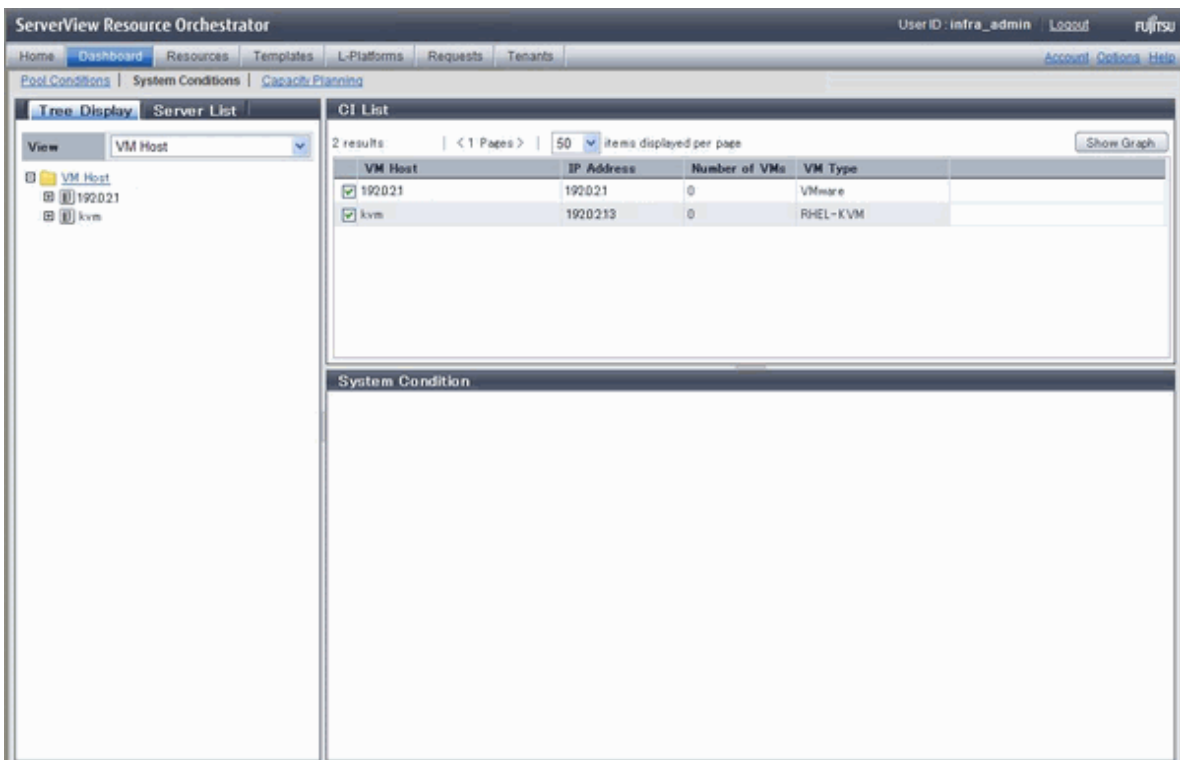 ServerView Resource Orchestrator
UserID : infra_admin Logout FUJITSU
Home Dashboard Resources Templates L-Platforms Requests Tenants Account Options Help
Pool Conditions | System Conditions | Capacity Planning
Tree Display Server List
View VM Host
VM Host
192.0.2.1
kvm
CI List
2 results | < 1 Pages > | 50 items displayed per page Show Graph
VM Host IP Address Number of VMs VM Type
192.0.2.1 192.0.2.1 0 VMware
kvm 192.0.2.13 0 RHEL-KVM
System Condition